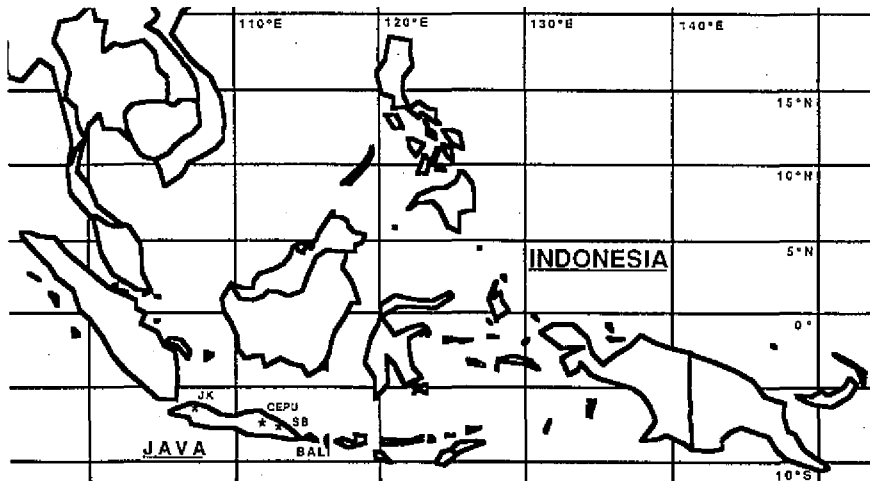 110°E 120°E 130°E 140°E
15°N
10°N
5°N
INDONESIA
0°
JK
CEPU
* * * SB
JAVA BALI
10°S